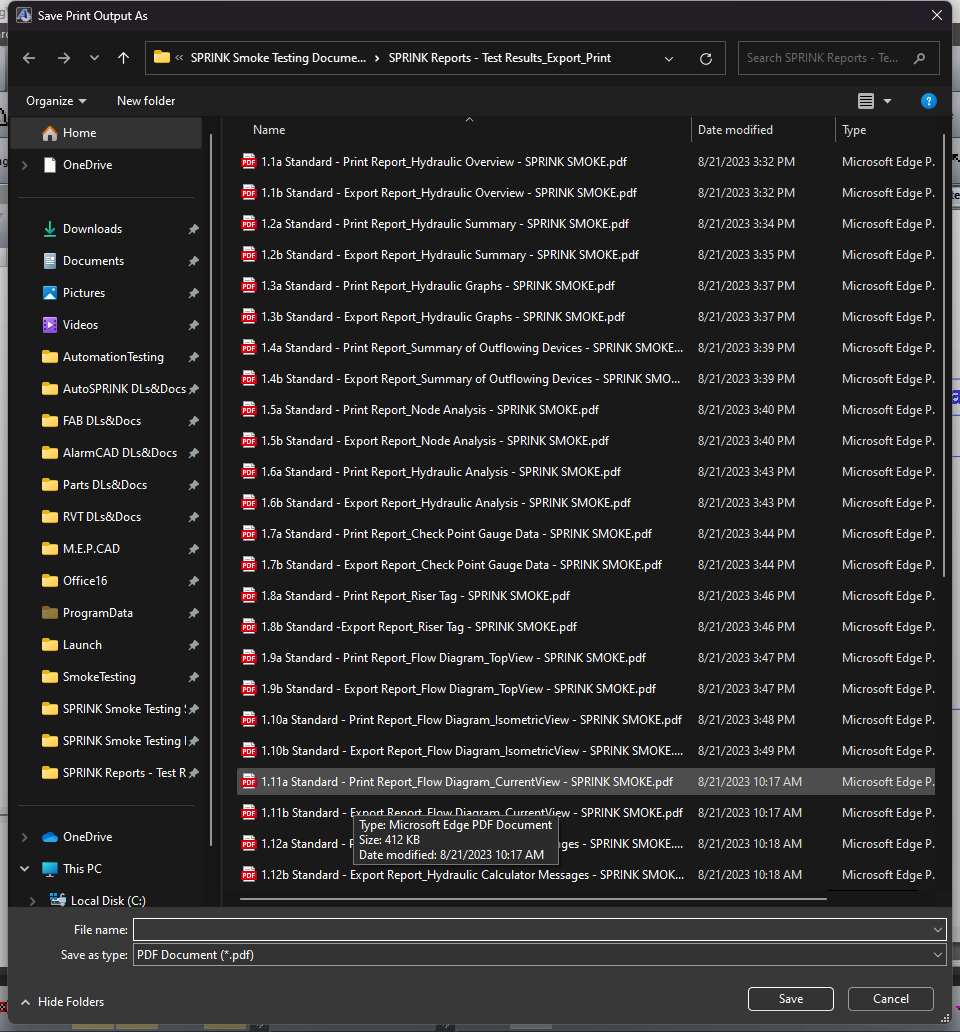 Save Print Output As
« SPRINK Smoke Testing Docume... › SPRINK Reports - Test Results_Export_Print
Search SPRINK Reports - Te...
Organize New folder
Name Date modified Type
Home
OneDrive
Downloads
Documents
Pictures
Videos
AutomationTesting
AutoSPRINK DLs&Docs
FAB DLs&Docs
AlarmCAD DLs&Docs
Parts DLs&Docs
RVT DLs&Docs
M.E.P.CAD
Office16
ProgramData
Launch
SmokeTesting
SPRINK Smoke Testing
SPRINK Smoke Testing
SPRINK Reports - Test R
OneDrive
This PC
Local Disk (C:)
1.1a Standard - Print Report_Hydraulic Overview - SPRINK SMOKE.pdf 8/21/2023 3:32 PM Microsoft Edge P.
1.1b Standard - Export Report_Hydraulic Overview - SPRINK SMOKE.pdf 8/21/2023 3:32 PM Microsoft Edge P.
1.2a Standard - Print Report_Hydraulic Summary - SPRINK SMOKE.pdf 8/21/2023 3:34 PM Microsoft Edge P.
1.2b Standard - Export Report_Hydraulic Summary - SPRINK SMOKE.pdf 8/21/2023 3:35 PM Microsoft Edge P.
1.3a Standard - Print Report_Hydraulic Graphs - SPRINK SMOKE.pdf 8/21/2023 3:37 PM Microsoft Edge P.
1.3b Standard - Export Report_Hydraulic Graphs - SPRINK SMOKE.pdf 8/21/2023 3:37 PM Microsoft Edge P.
1.4a Standard - Print Report_Summary of Outflowing Devices - SPRINK SMOKE... 8/21/2023 3:39 PM Microsoft Edge P.
1.4b Standard - Export Report_Summary of Outflowing Devices - SPRINK SMO... 8/21/2023 3:39 PM Microsoft Edge P.
1.5a Standard - Print Report_Node Analysis - SPRINK SMOKE.pdf 8/21/2023 3:40 PM Microsoft Edge P.
1.5b Standard - Export Report_Node Analysis - SPRINK SMOKE.pdf 8/21/2023 3:40 PM Microsoft Edge P.
1.6a Standard - Print Report_Hydraulic Analysis - SPRINK SMOKE.pdf 8/21/2023 3:43 PM Microsoft Edge P.
1.6b Standard - Export Report_Hydraulic Analysis - SPRINK SMOKE.pdf 8/21/2023 3:43 PM Microsoft Edge P.
1.7a Standard - Print Report_Check Point Gauge Data - SPRINK SMOKE.pdf 8/21/2023 3:44 PM Microsoft Edge P.
1.7b Standard - Export Report_Check Point Gauge Data - SPRINK SMOKE.pdf 8/21/2023 3:44 PM Microsoft Edge P.
1.8a Standard - Print Report_Riser Tag - SPRINK SMOKE.pdf 8/21/2023 3:46 PM Microsoft Edge P.
1.8b Standard -Export Report_Riser Tag - SPRINK SMOKE.pdf 8/21/2023 3:46 PM Microsoft Edge P.
1.9a Standard - Print Report_Flow Diagram_TopView - SPRINK SMOKE.pdf 8/21/2023 3:47 PM Microsoft Edge P.
1.9b Standard - Export Report_Flow Diagram_TopView - SPRINK SMOKE.pdf 8/21/2023 3:47 PM Microsoft Edge P.
1.10a Standard - Print Report_Flow Diagram_IsometricView - SPRINK SMOKE.pdf 8/21/2023 3:48 PM Microsoft Edge P.
1.10b Standard - Export Report_Flow Diagram_IsometricView - SPRINK SMOKE.... 8/21/2023 3:49 PM Microsoft Edge P.
1.11a Standard - Print Report_Flow Diagram_CurrentView - SPRINK SMOKE.pdf 8/21/2023 10:17 AM Microsoft Edge P.
1.11b Standard - Export Report_Flow Diagram_CurrentView - SPRINK SMOKE.pdf 8/21/2023 10:17 AM Microsoft Edge P.
Type: Microsoft Edge PDF Document
Size: 412 KB
Date modified: 8/21/2023 10:17 AM
1.12a Standard - ges - SPRINK SMOKE.... 8/21/2023 10:18 AM Microsoft Edge P.
1.12b Standard - Export Report_Hydraulic Calculator Messages - SPRINK SMOK... 8/21/2023 10:18 AM Microsoft Edge P.
File name:
Save as type: PDF Document (*.pdf)
Hide Folders Save Cancel